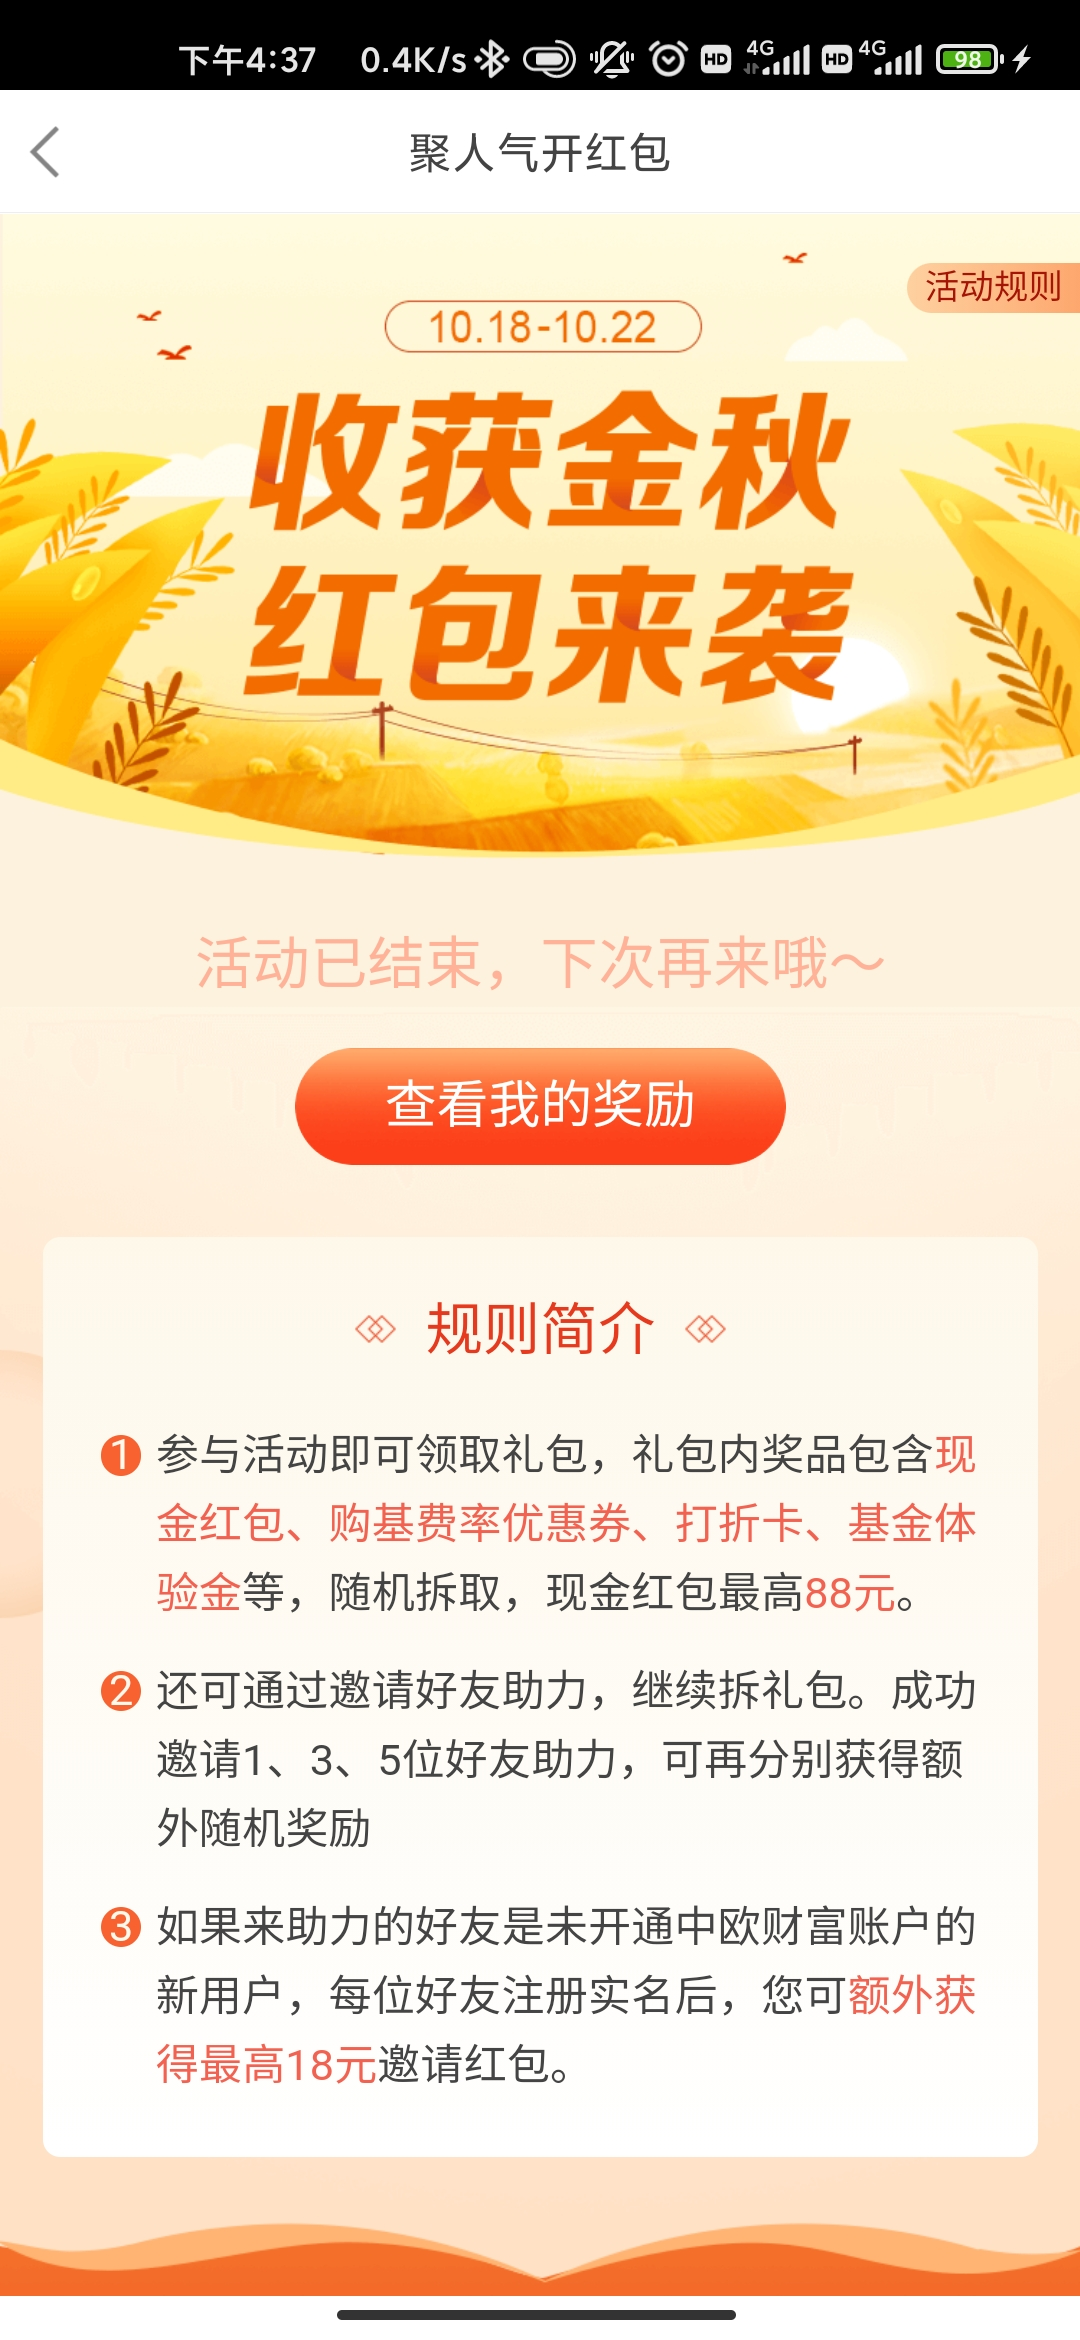 下午4:37 0.4K/s HD 4G HD 4G 98
聚人气开红包
活动规则
10.18-10.22
收获金秋
红包来袭
活动已结束，下次再来哦～
查看我的奖励
规则简介
1 参与活动即可领取礼包，礼包内奖品包含现
金红包、购基费率优惠券、打折卡、基金体
验金等，随机拆取，现金红包最高88元。
2 还可通过邀请好友助力，继续拆礼包。成功
邀请1、3、5位好友助力，可再分别获得额
外随机奖励
3 如果来助力的好友是未开通中欧财富账户的
新用户，每位好友注册实名后，您可额外获
得最高18元邀请红包。